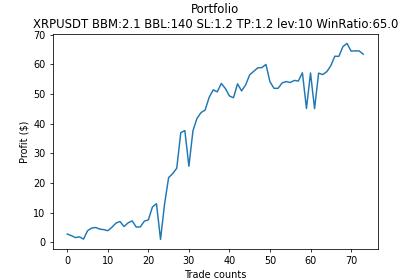 Portfolio
XRPUSDT BBM:2.1 BBL:140 SL:1.2 TP:1.2 lev:10 WinRatio:65.0
70
60
50
40
30
20
10
0
Profit ($)
0 10 20 30 40 50 60 70
Trade counts